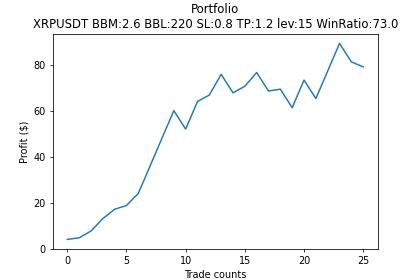 Portfolio
XRPUSDT BBM:2.6 BBL:220 SL:0.8 TP:1.2 lev:15 WinRatio:73.0
Profit ($)
80
60
40
20
0
0 5 10 15 20 25
Trade counts